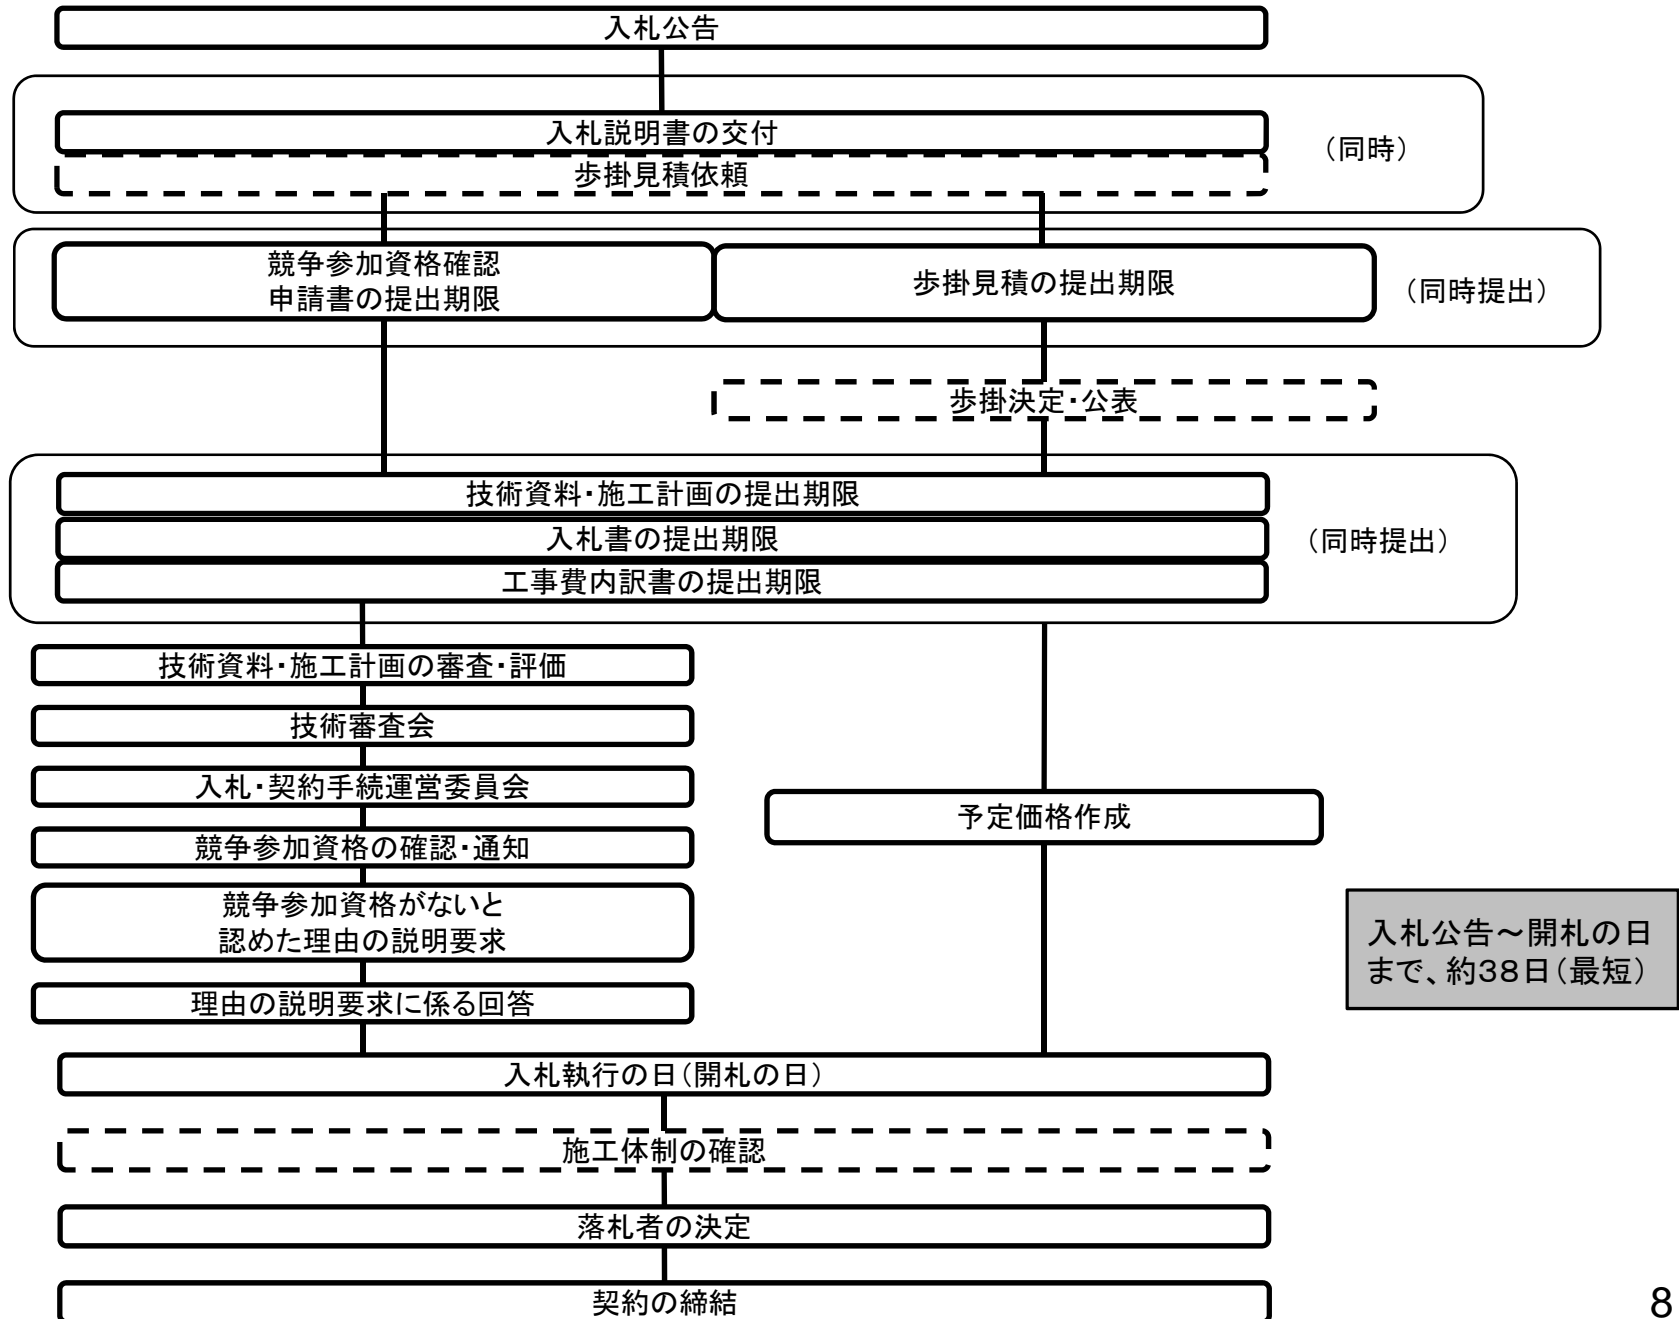 入札公告
入札説明書の交付
（同時）
歩掛見積依頼
競争参加資格確認
申請書の提出期限
歩掛見積の提出期限
（同時提出）
歩掛決定・公表
技術資料・施工計画の提出期限
入札書の提出期限
（同時提出）
工事費内訳書の提出期限
技術資料・施工計画の審査・評価
技術審査会
入札・契約手続運営委員会
予定価格作成
競争参加資格の確認・通知
競争参加資格がないと
認めた理由の説明要求
入札公告～開札の日
まで、約38日（最短）
理由の説明要求に係る回答
入札執行の日（開札の日）
施工体制の確認
落札者の決定
契約の締結
8